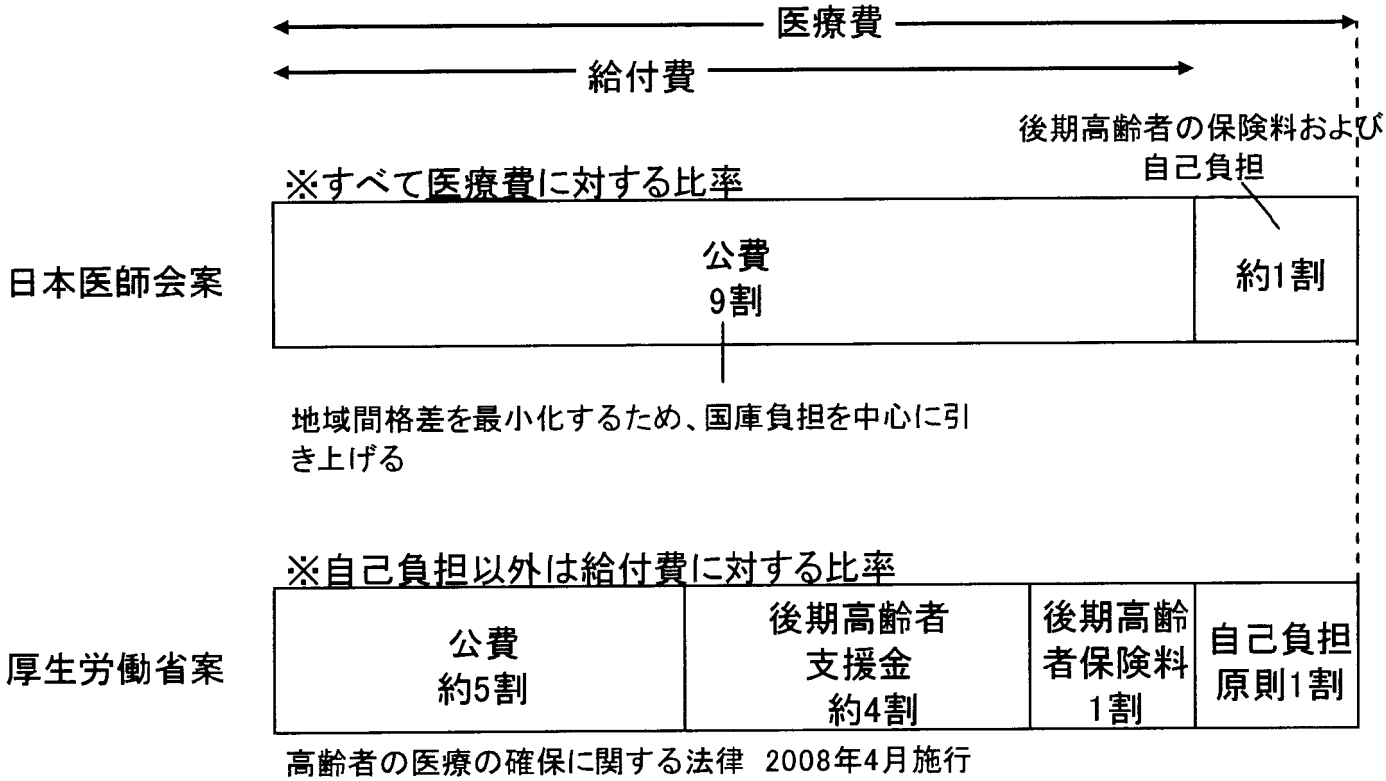 医療費
給付費
後期高齢者の保険料および
自己負担
※すべて医療費に対する比率
日本医師会案
公費
9割
約1割
地域間格差を最小化するため、国庫負担を中心に引
き上げる
※自己負担以外は給付費に対する比率
厚生労働省案
公費
約5割
後期高齢者
支援金
約4割
後期高齢
者保険料
1割
自己負担
原則1割
高齢者の医療の確保に関する法律 2008年4月施行